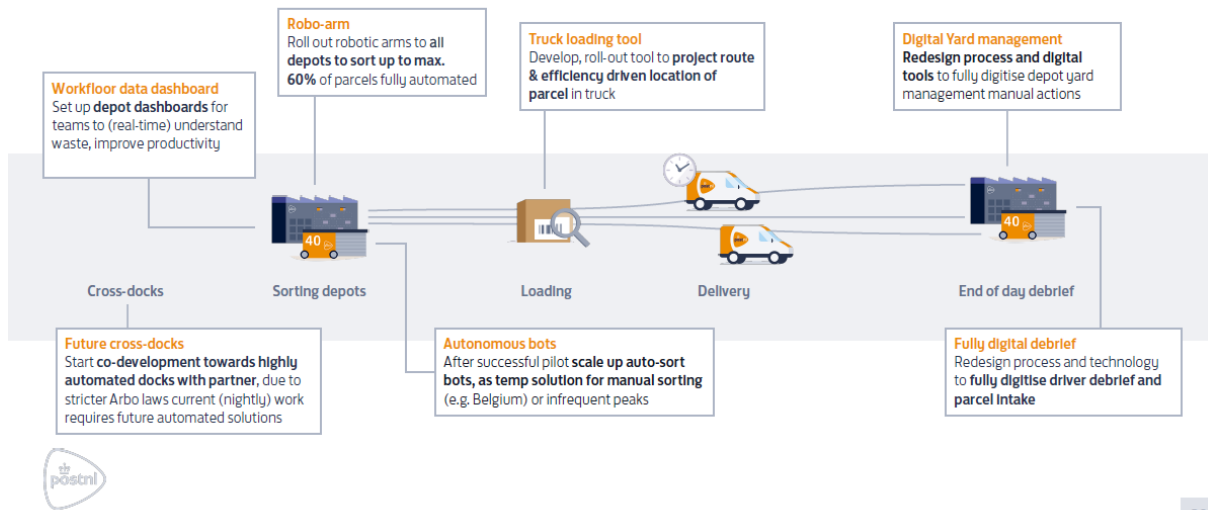 Robo-arm
Roll out robotic arms to all
depots to sort up to max.
60% of parcels fully automated
Truck loading tool
Develop, roll-out tool to project route
& efficiency driven location of
parcel in truck
Digital Yard management
Redesign process and digital
tools to fully digitise depot yard
management manual actions
Workfloor data dashboard
Set up depot dashboards for
teams to (real-time) understand
waste, improve productivity
40
40
Cross-docks
Sorting depots
Loading
Delivery
End of day debrief
Future cross-docks
Start co-development towards highly
automated docks with partner, due to
stricter Arbo laws current (nightly) work
requires future automated solutions
Autonomous bots
After successful pilot scale up auto-sort
bots, as temp solution for manual sorting
(e.g. Belgium) or infrequent peaks
Fully digital debrief
Redesign process and technology
to fully digitise driver debrief and
parcel intake
postnl